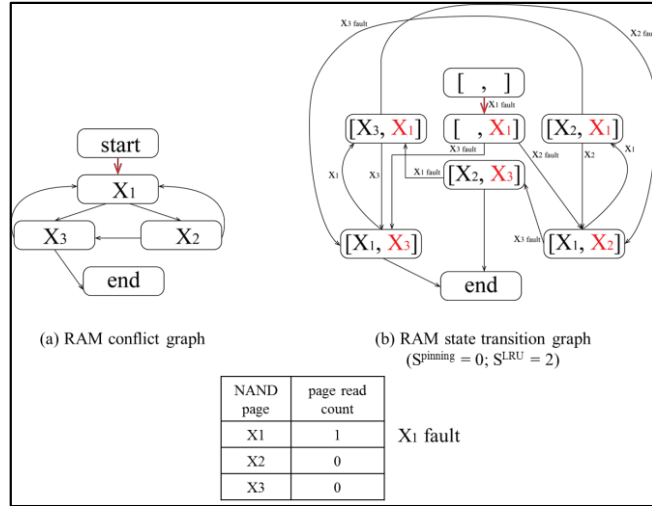 X3 fault
X2 fau
[ , ]
X1 fault
[X3, X1]
[ , X1]
[X2, X1]
start
X3 fault
X2 fault
X1
X3
X1 fault
[X2, X3]
X2
X1
X1
X3
X2
[X1, X3]
X3 fault
[X1, X2]
end
end
(a) RAM conflict graph
(b) RAM state transition graph
(Spinning = 0; SLRU = 2)
NAND page
page read count
X1 1
X1 fault
X2 0
X3 0